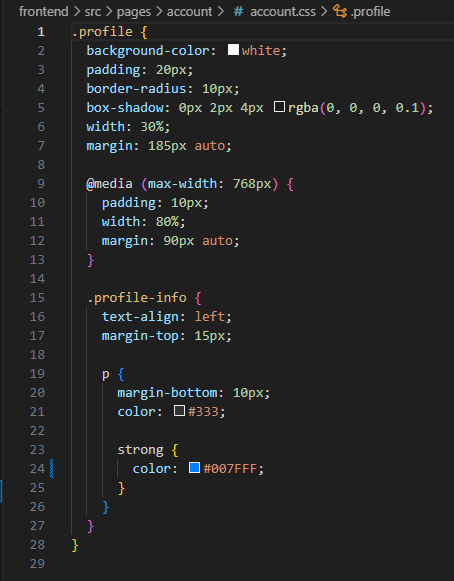 frontend > src > pages > account > # account.css > .profile
1 .profile {
2 background-color: white;
3 padding: 20px;
4 border-radius: 10px;
5 box-shadow: 0px 2px 4px rgba(0, 0, 0, 0.1);
6 width: 30%;
7 margin: 185px auto;
8
9 @media (max-width: 768px) {
10 padding: 10px;
11 width: 80%;
12 margin: 90px auto;
13 }
14
15 .profile-info {
16 text-align: left;
17 margin-top: 15px;
18
19 p {
20 margin-bottom: 10px;
21 color: #333;
22
23 strong {
24 color: #007FFF;
25 }
26 }
27 }
28 }
29